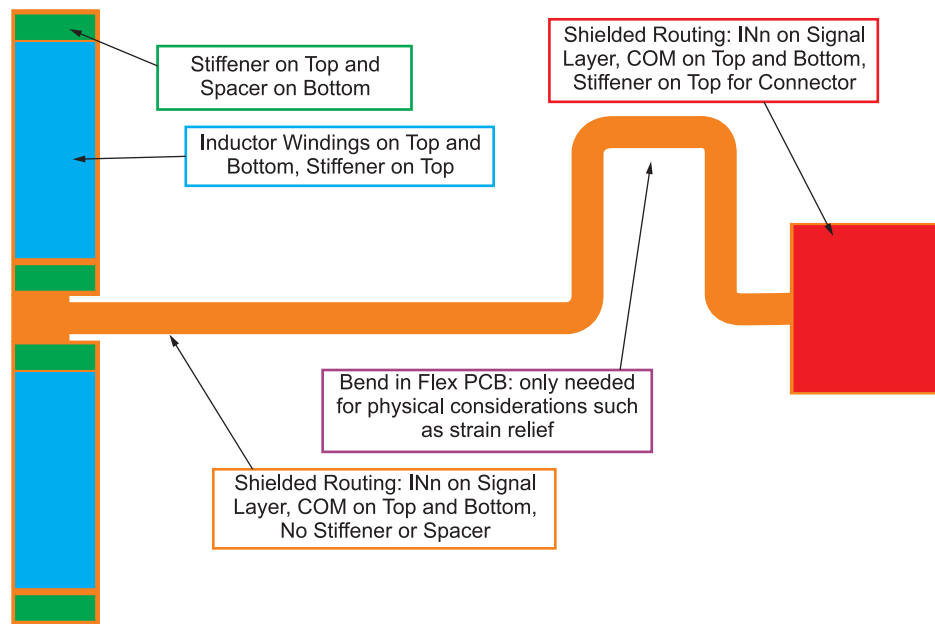 Stiffener on Top and
Spacer on Bottom
Shielded Routing: INn on Signal
Layer, COM on Top and Bottom,
Stiffener on Top for Connector
Inductor Windings on Top and
Bottom, Stiffener on Top
Bend in Flex PCB: only needed
for physical considerations such
as strain relief
Shielded Routing: INn on Signal
Layer, COM on Top and Bottom,
No Stiffener or Spacer